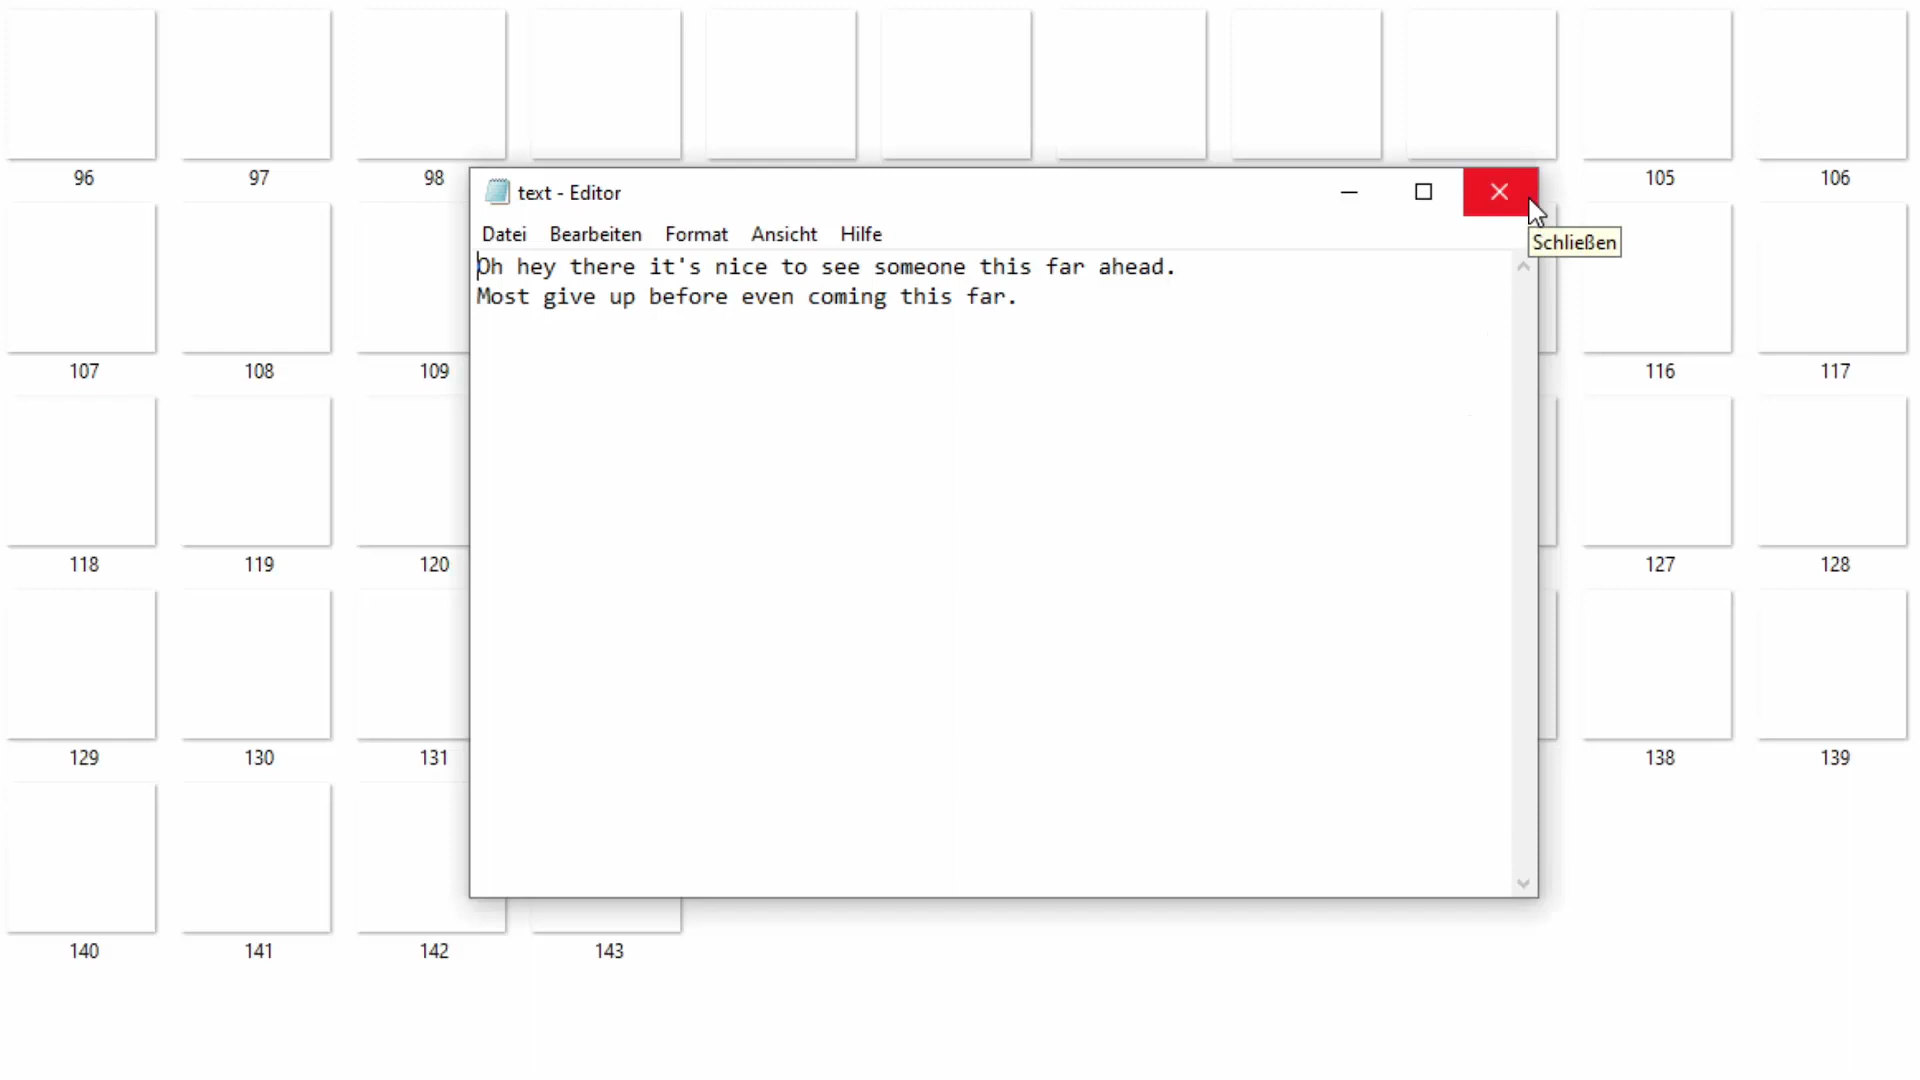 96 97 98 105 106
text - Editor
Datei Bearbeiten Format Ansicht Hilfe
Schließen
Oh hey there it's nice to see someone this far ahead.
Most give up before even coming this far.
107 108 109 116 117
118 119 120 127 128
129 130 131 138 139
140 141 142 143